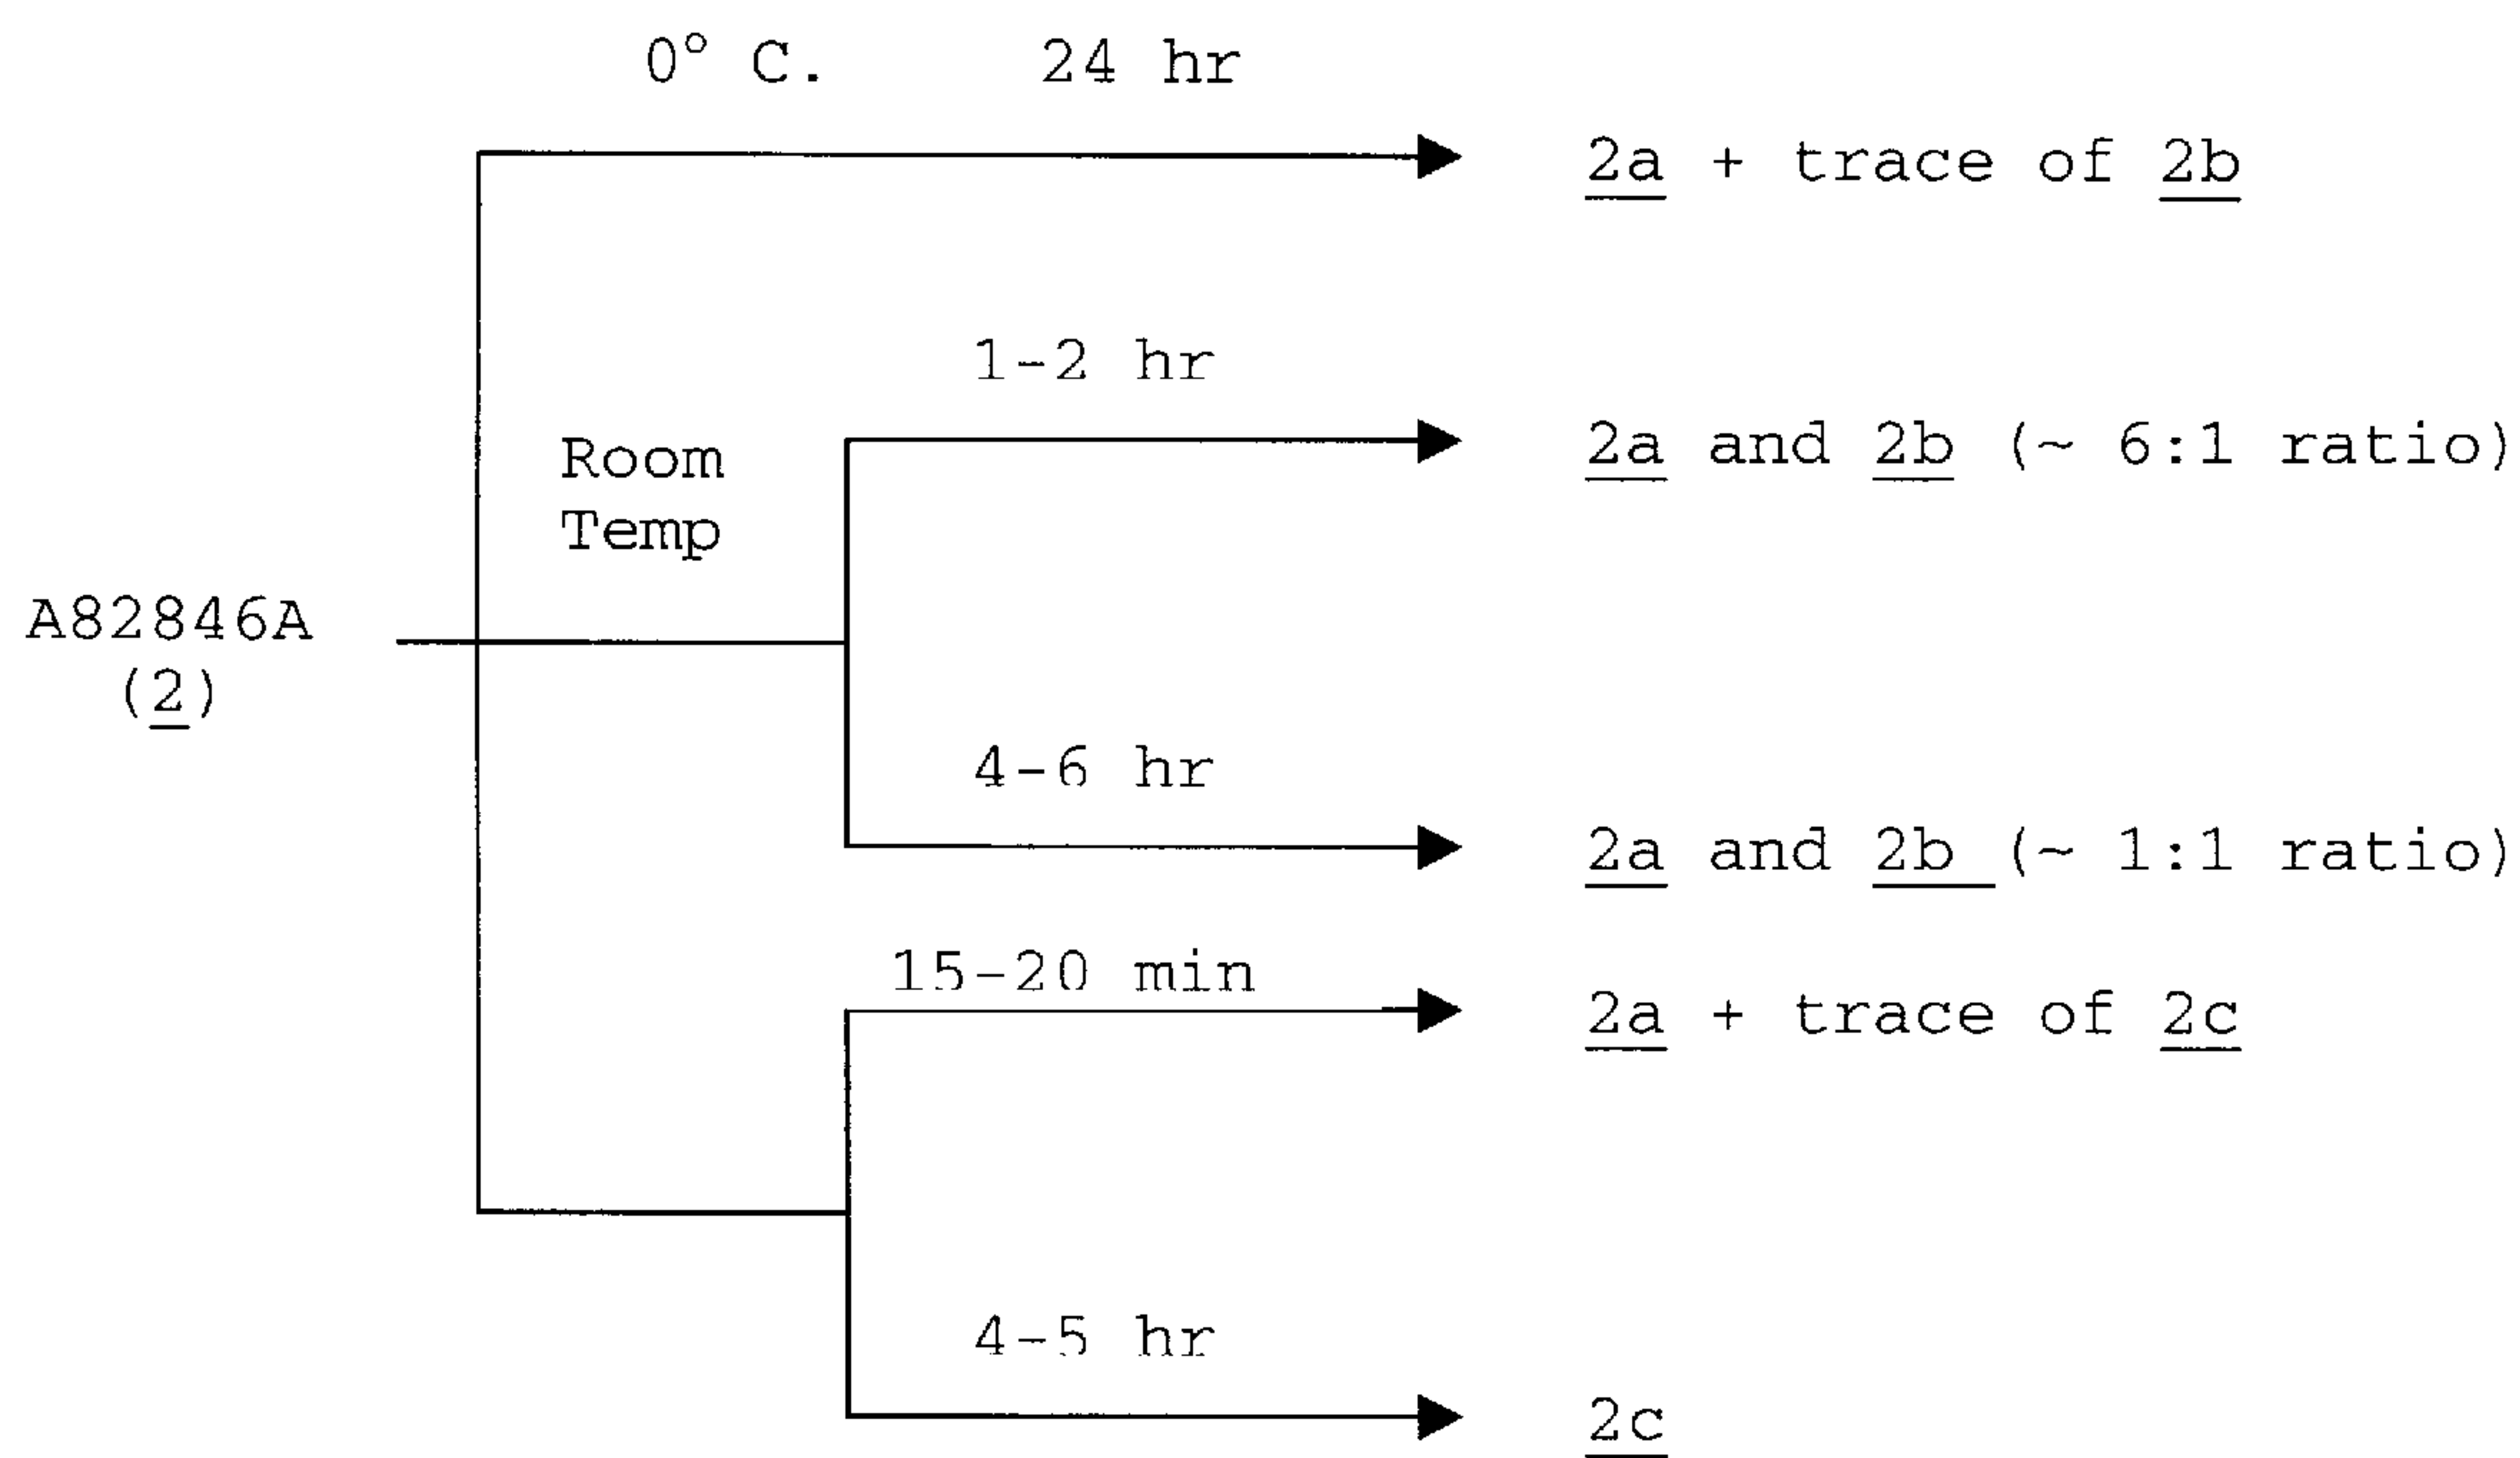 0° C. 24 hr
2a + trace of 2b
1-2 hr
2a and 2b (~ 6:1 ratio)
Room
Temp
A82846A
(2)
4-6 hr
2a and 2b (~ 1:1 ratio)
15-20 min
2a + trace of 2c
4-5 hr
2c